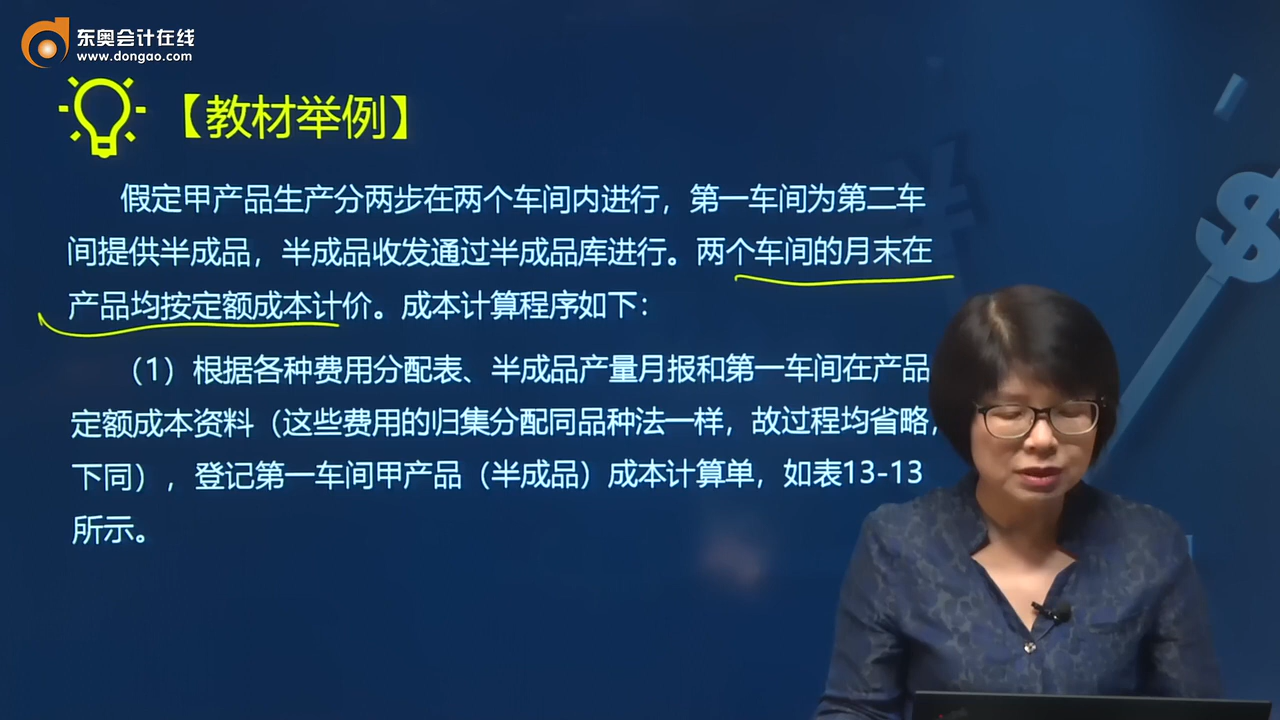 东奥会计在线
www.dongao.com
【教材举例】
假定甲产品生产分两步在两个车间内进行，第一车间为第二车
间提供半成品，半成品收发通过半成品库进行。两个车间的月末在
产品均按定额成本计价。成本计算程序如下：
（1）根据各种费用分配表、半成品产量月报和第一车间在产品
定额成本资料（这些费用的归集分配同品种法一样，故过程均省略，
下同），登记第一车间甲产品（半成品）成本计算单，如表13-13
所示。